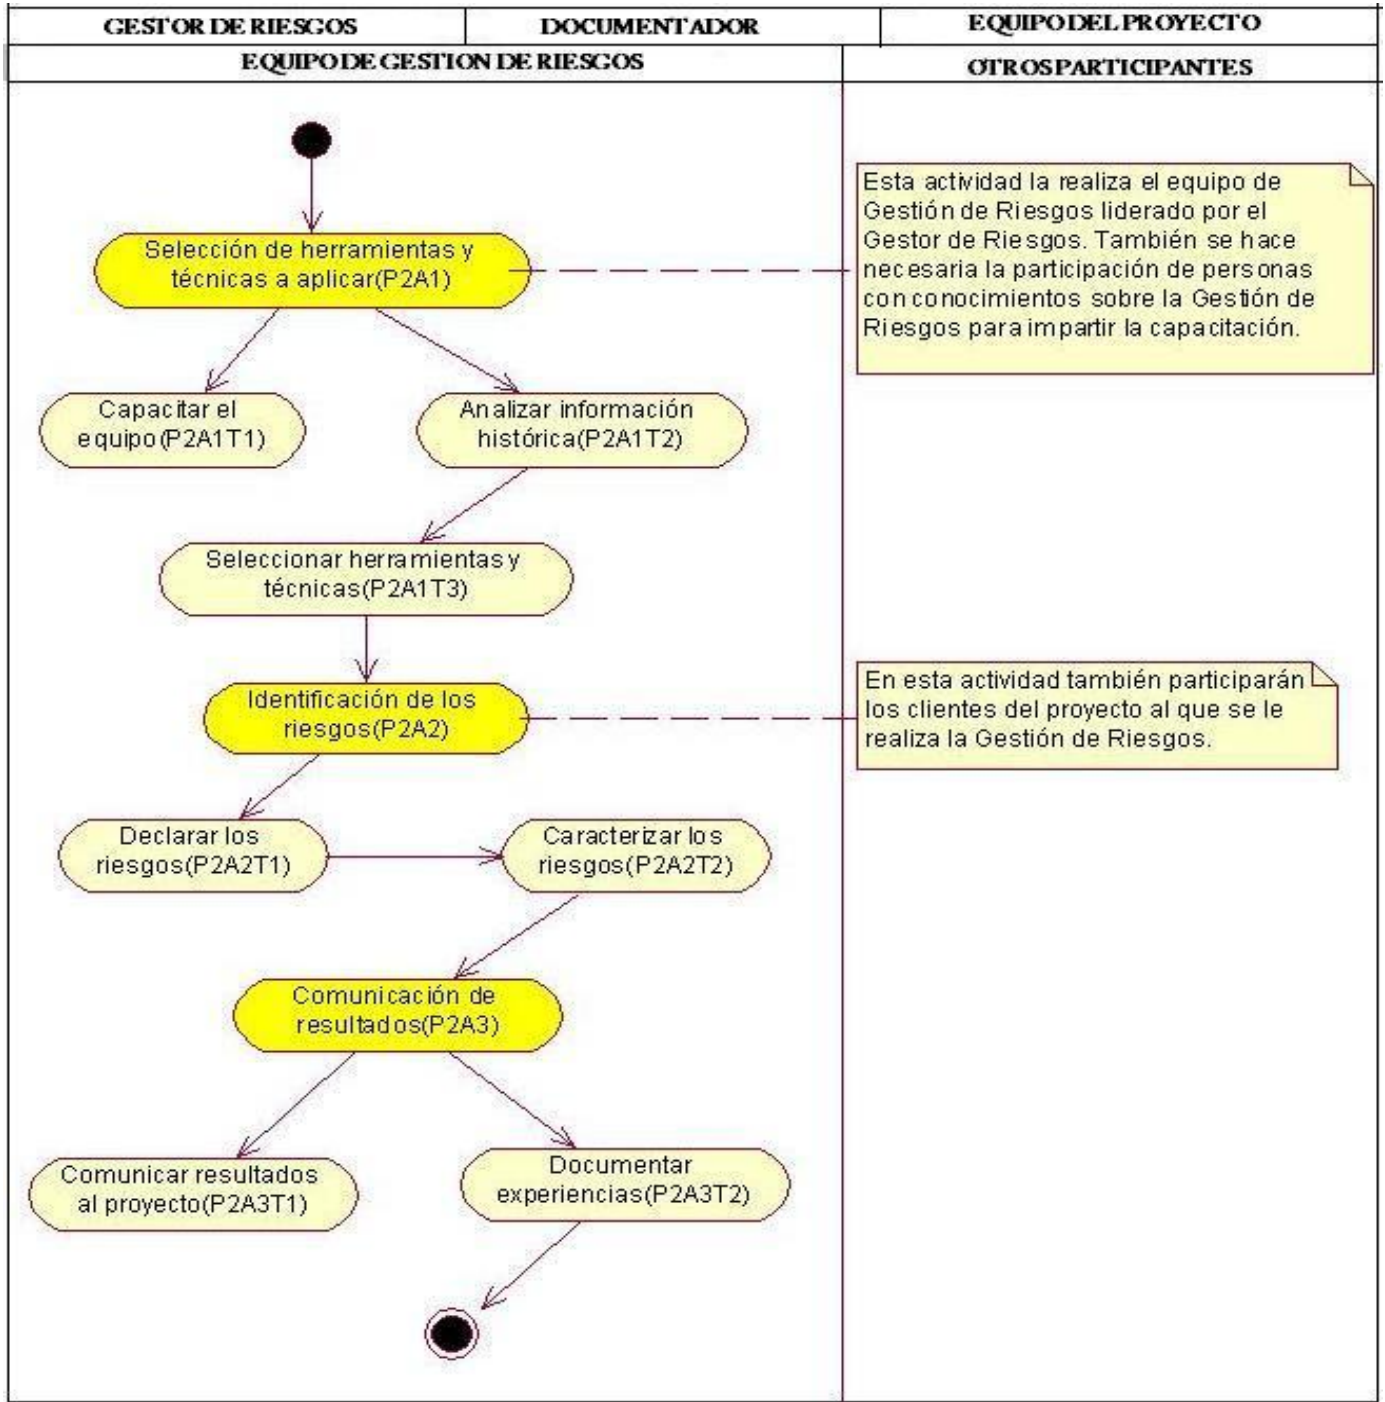 GESTOR DE RIESGOS
DOCUMENTADOR
EQUIPO DEL PROYECTO
EQUIPO DE GESTION DE RIESGOS
OTROS PARTICIPANTES
Selección de herramientas y
técnicas a aplicar(P2A1)
Esta actividad la realiza el equipo de
Gestión de Riesgos liderado por el
Gestor de Riesgos. También se hace
necesaria la participación de personas
con conocimientos sobre la Gestión de
Riesgos para impartir la capacitación.
Capacitar el
equipo(P2A1T1)
Analizar información
histórica(P2A1T2)
Seleccionar herramientas y
técnicas(P2A1T3)
Identificación de los
riesgos(P2A2)
En esta actividad también participarán
los clientes del proyecto al que se le
realiza la Gestión de Riesgos.
Declarar los
riesgos(P2A2T1)
Caracterizar los
riesgos(P2A2T2)
Comunicación de
resultados(P2A3)
Comunicar resultados
al proyecto(P2A3T1)
Documentar
experiencias(P2A3T2)